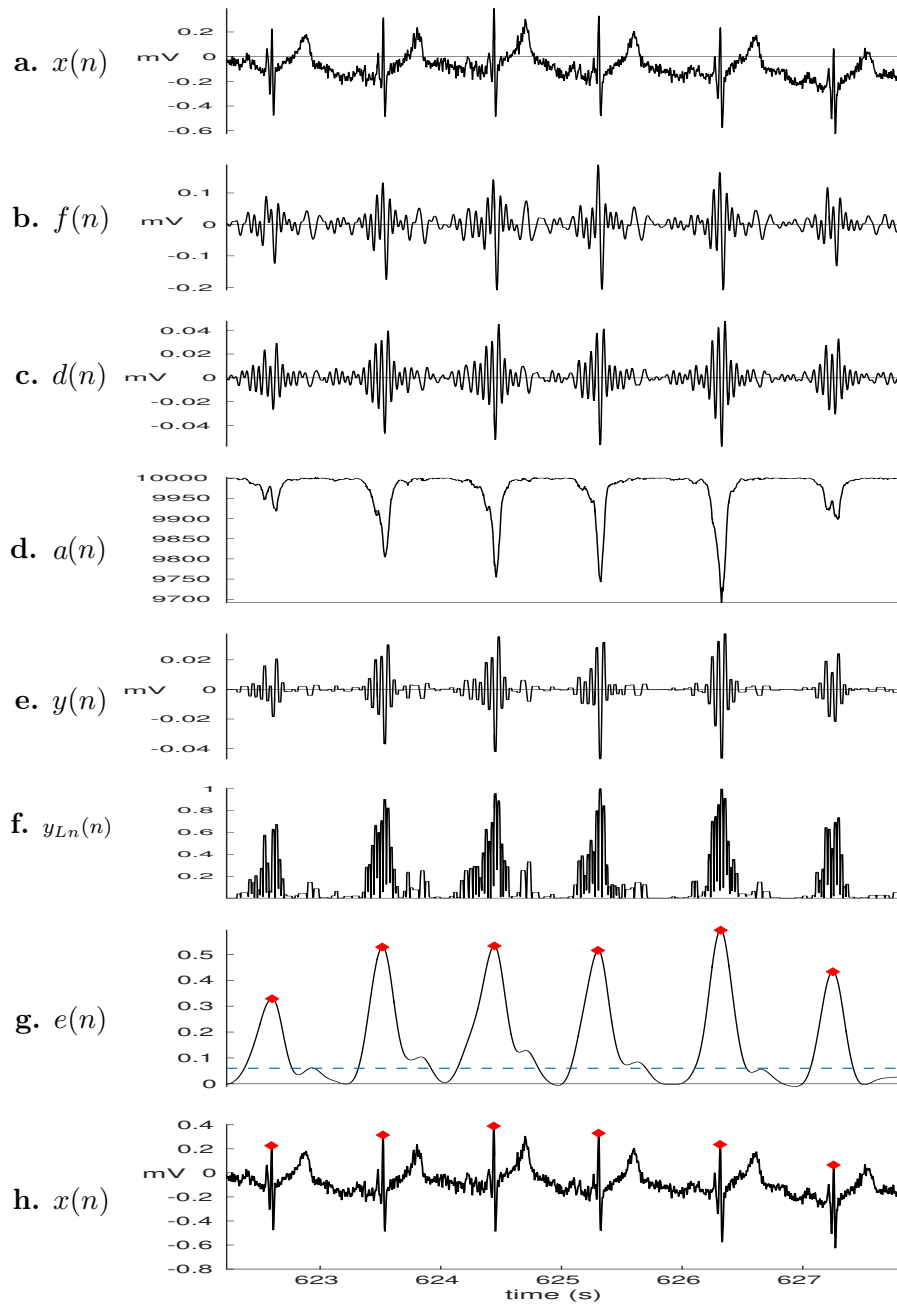 0.2
a. x(n)
mV
0
-0.2
-0.4
-0.6
0.1
b. f(n)
mV
0
-0.1
-0.2
0.04
0.02
c. d(n)
mV
0
-0.02
-0.04
10000
9950
9900
9850
d. a(n)
9800
9750
9700
0.02
e. y(n)
mV
0
-0.02
-0.04
1
0.8
f. y_{Ln}(n)
0.6
0.4
0.2
0.5
0.4
0.3
g. e(n)
0.2
0.1
0
0.4
0.2
mV
0
h. x(n)
-0.2
-0.4
-0.6
-0.8
623 624 625 626 627
time (s)